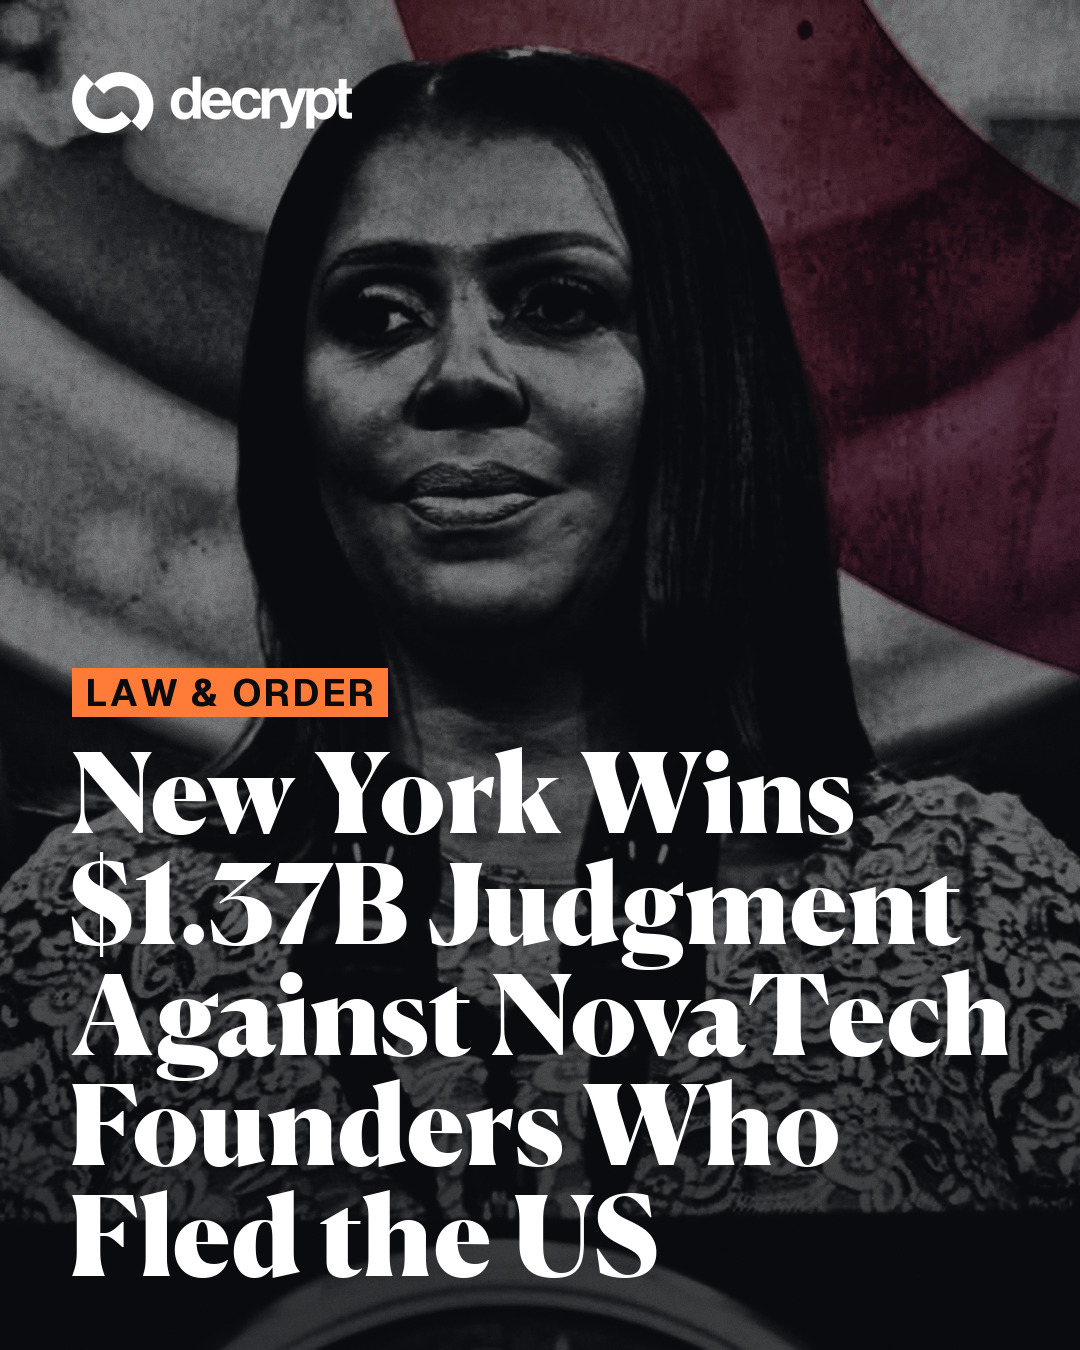 decrypt
LAW & ORDER
New York Wins
$1.37B Judgment
Against NovaTech
Founders Who
Fled the US